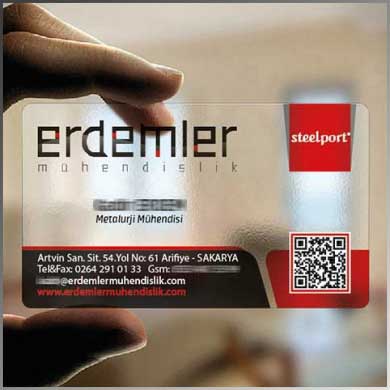 erdemler
mühendislik
steelport
Metalurji Mühendisi
Artvin San. Sit. 54.Yol No: 61 Arifiye - SAKARYA
Tel&Fax: 0264 291 01 33 Gsm:
@erdemlermuhendislik.com
www.erdemlermuhendislik.com